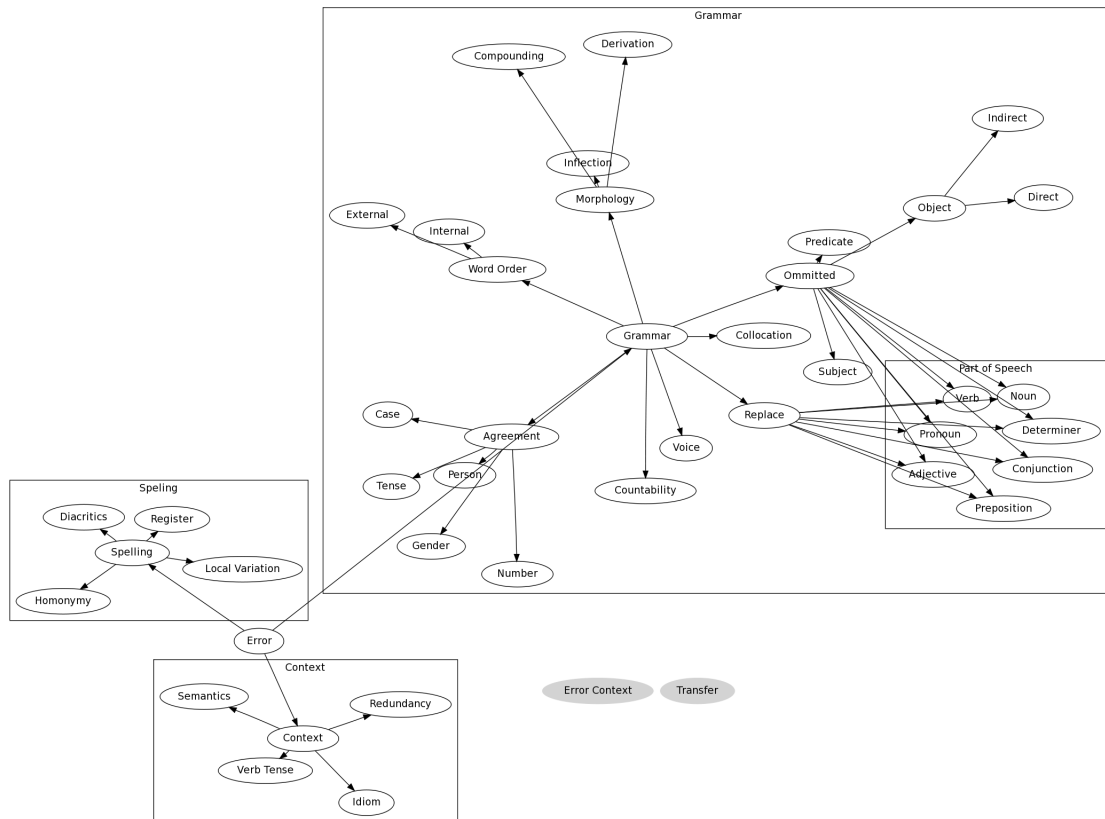 Grammar
Derivation
Compounding
Indirect
Inflection
Morphology
Direct
Object
External
Internal
Predicate
Word Order
Ommitted
Grammar
Collocation
Subject
Part of Speech
Verb
Noun
Case
Replace
Determiner
Agreement
Pronoun
Voice
Person
Tense
Countability
Adjective
Conjunction
Preposition
Speling
Diacritics
Register
Spelling
Gender
Local Variation
Number
Homonymy
Error
Context
Error Context
Transfer
Semantics
Redundancy
Context
Verb Tense
Idiom